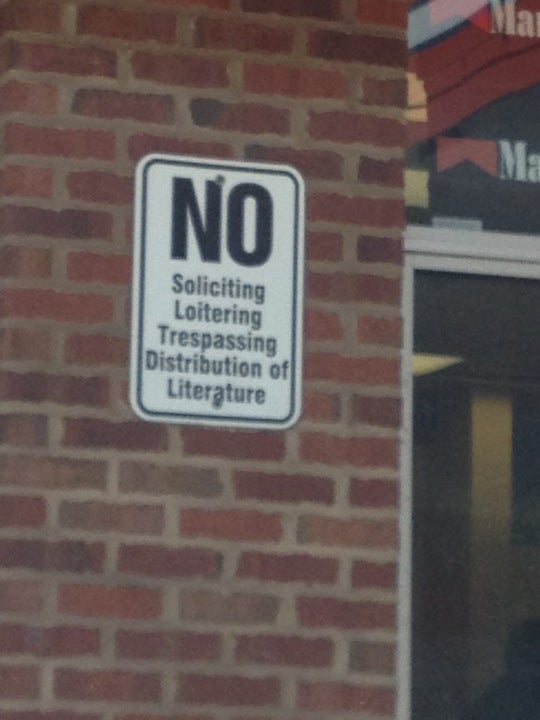 NO
Soliciting
Loitering
Trespassing
Distribution of
Literature